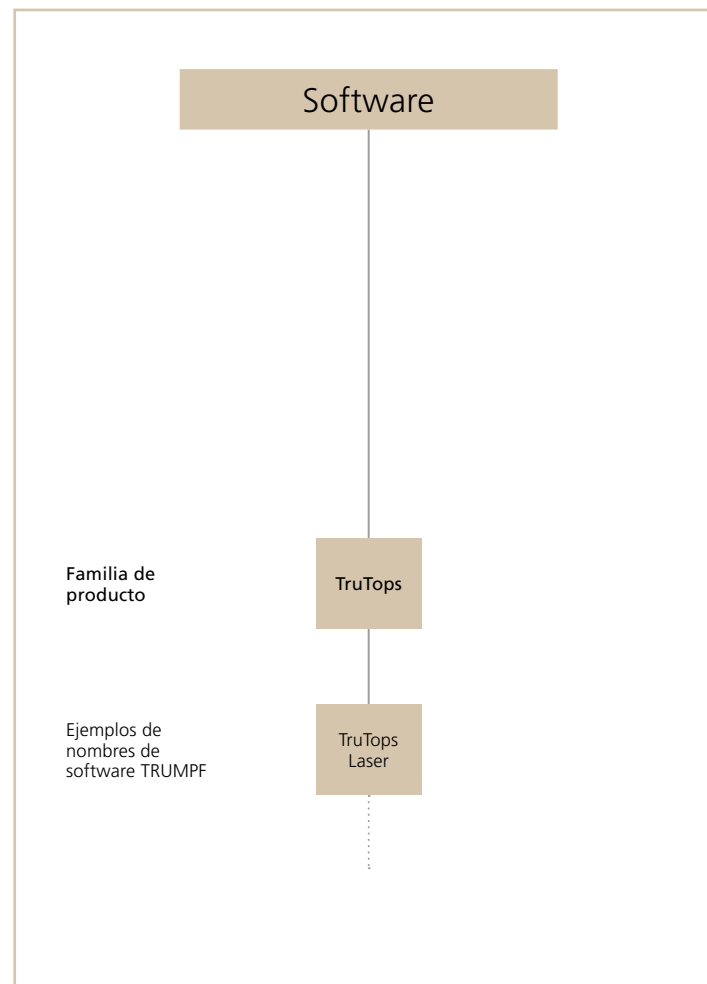 Software
Familia de
producto
TruTops
Ejemplos de
nombres de
software TRUMPF
TruTops
Laser